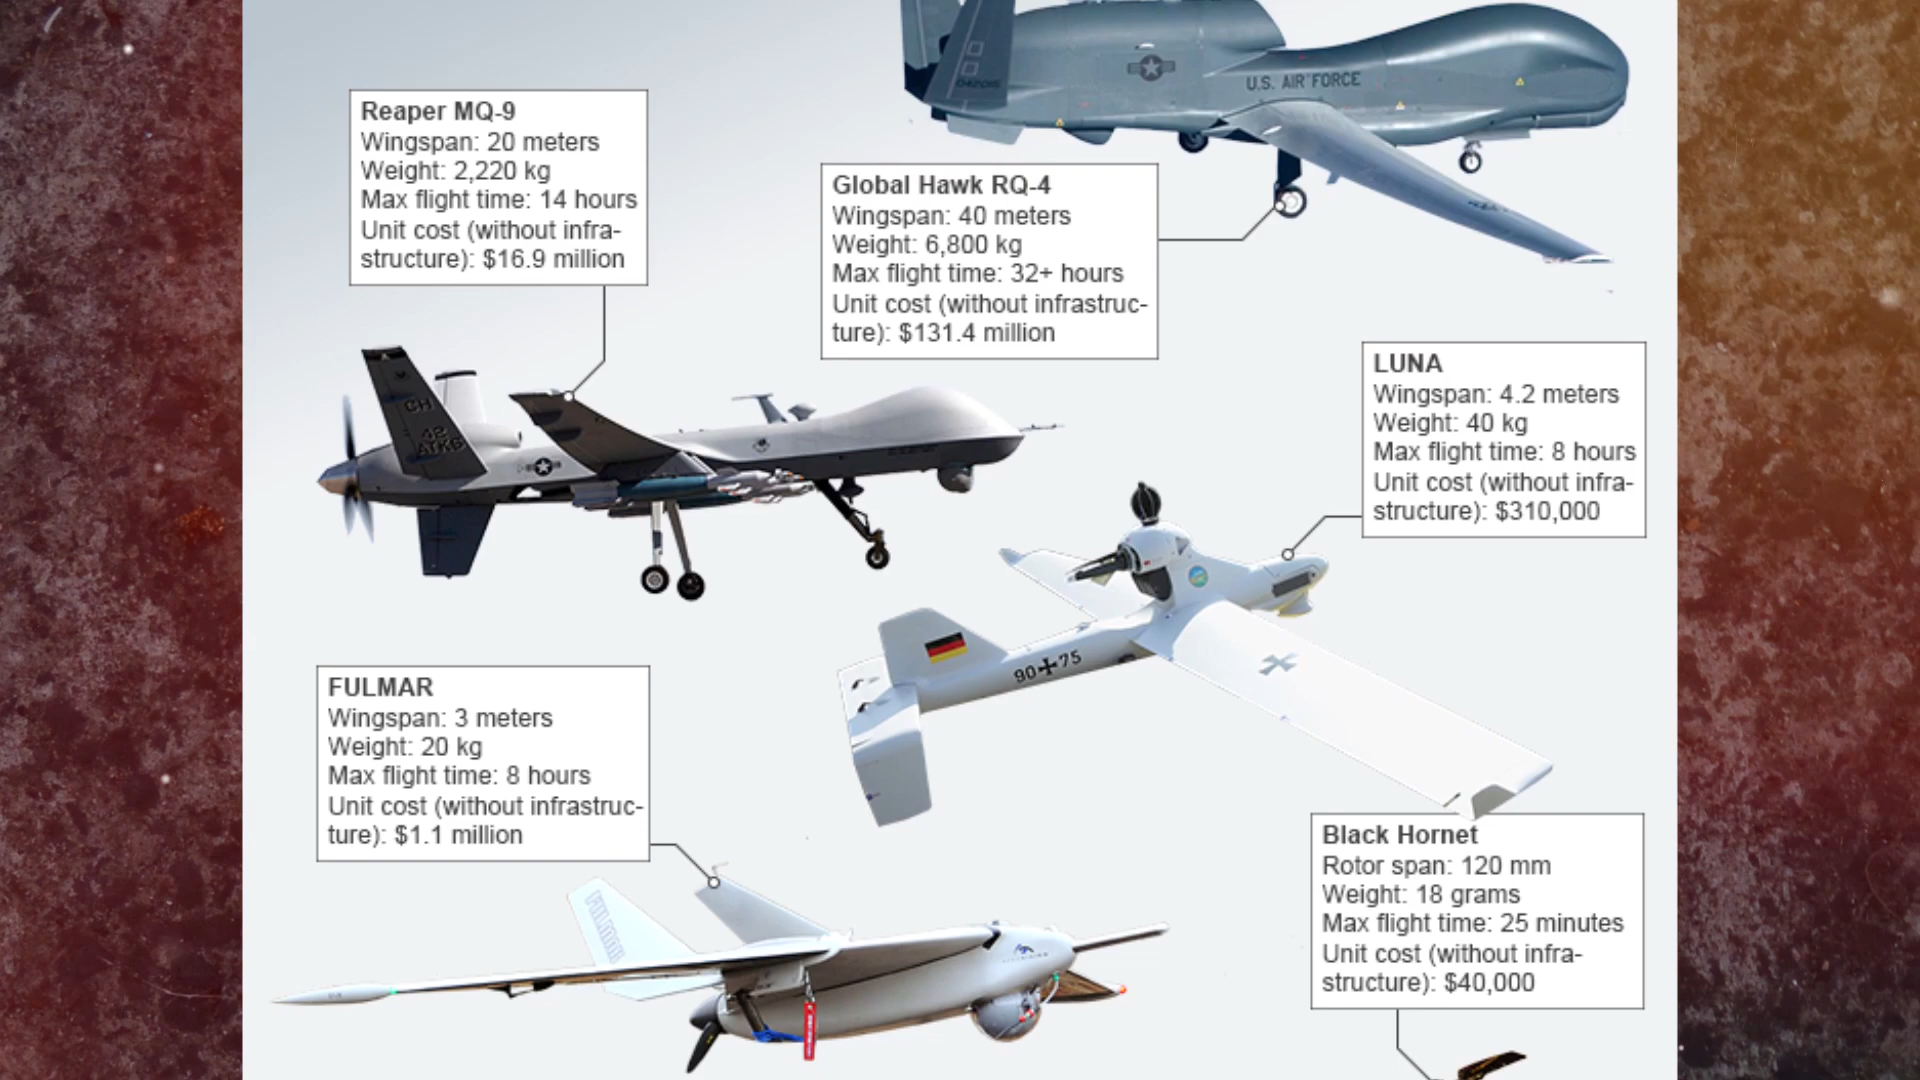 U.S. AIR FORCE
Reaper MQ-9
Wingspan: 20 meters
Weight: 2,220 kg
Max flight time: 14 hours
Unit cost (without infra-
structure): $16.9 million
Global Hawk RQ-4
Wingspan: 40 meters
Weight: 6,800 kg
Max flight time: 32+ hours
Unit cost (without infrastruc-
ture): $131.4 million
CH
LUNA
Wingspan: 4.2 meters
Weight: 40 kg
Max flight time: 8 hours
Unit cost (without infra-
structure): $310,000
90 75
FULMAR
Wingspan: 3 meters
Weight: 20 kg
Max flight time: 8 hours
Unit cost (without infrastruc-
ture): $1.1 million
FULMAR
Black Hornet
Rotor span: 120 mm
Weight: 18 grams
Max flight time: 25 minutes
Unit cost (without infra-
structure): $40,000